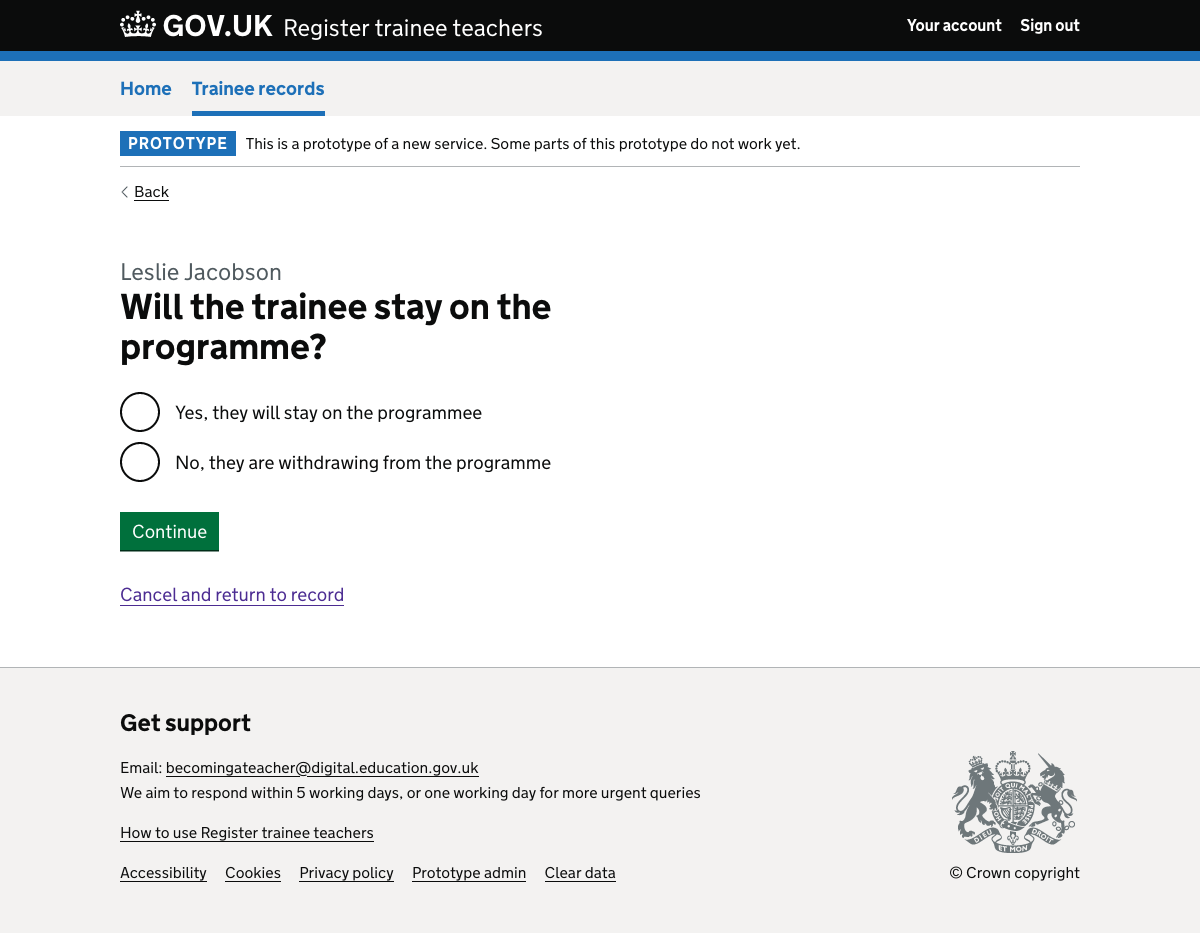 GOV.UK Register trainee teachers Your account Sign out
Home Trainee records
PROTOTYPE This is a prototype of a new service. Some parts of this prototype do not work yet.
Back
Leslie Jacobson
Will the trainee stay on the
programme?
Yes, they will stay on the programmee
No, they are withdrawing from the programme
Continue
Cancel and return to record
Get support
Email: becomingateacher@digital.education.gov.uk
We aim to respond within 5 working days, or one working day for more urgent queries
How to use Register trainee teachers
DIEU ET MON DROIT
Accessibility Cookies Privacy policy Prototype admin Clear data © Crown copyright